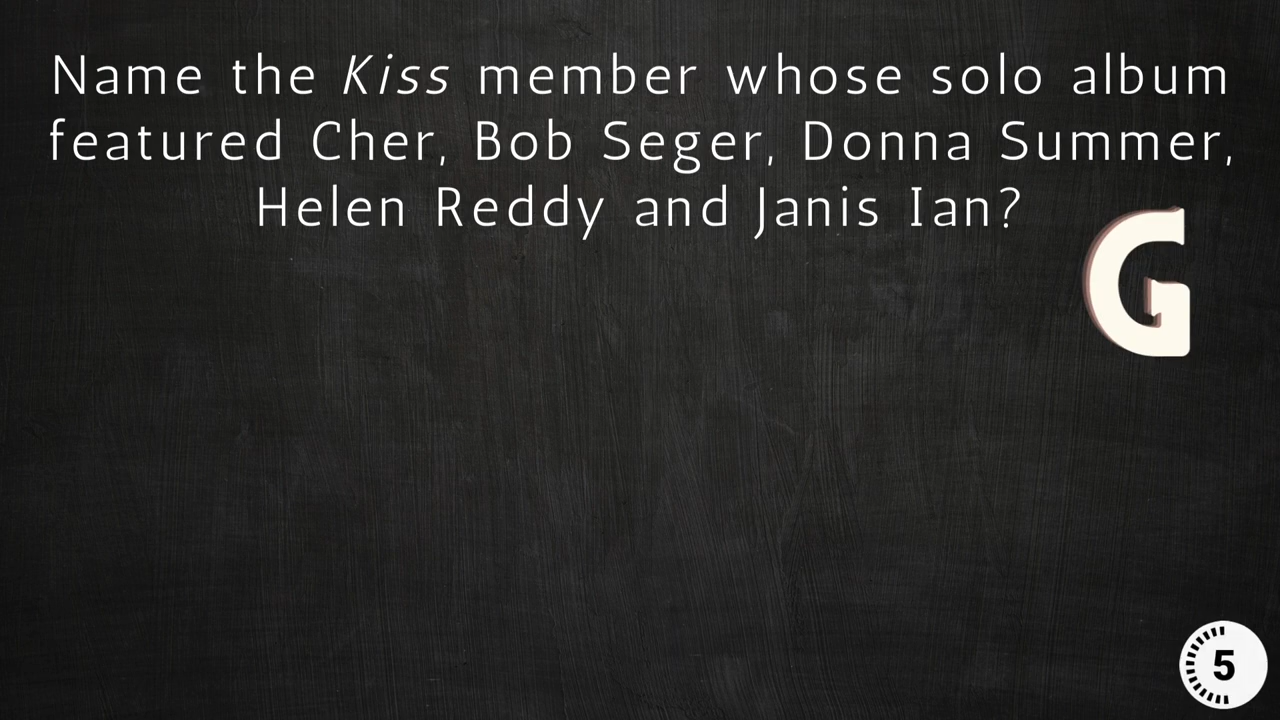 Name the Kiss member whose solo album
featured Cher, Bob Seger, Donna Summer,
Helen Reddy and Janis Ian?
G
5